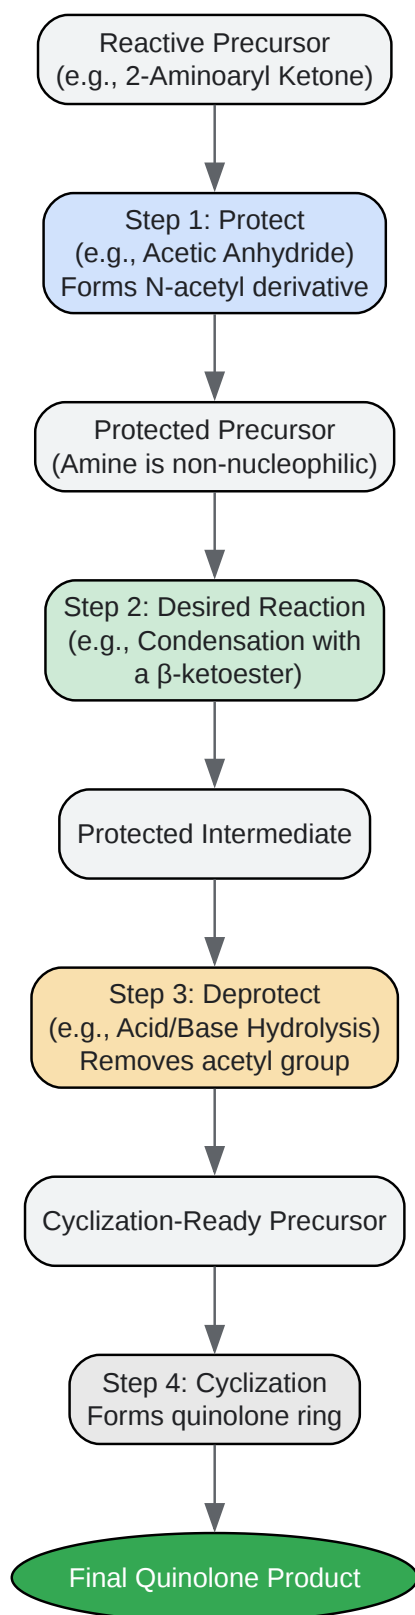 Reactive Precursor
(e.g., 2-Aminoaryl Ketone)
Step 1: Protect
(e.g., Acetic Anhydride)
Forms N-acetyl derivative
Protected Precursor
(Amine is non-nucleophilic)
Step 2: Desired Reaction
(e.g., Condensation with
a β-ketoester)
Protected Intermediate
Step 3: Deprotect
(e.g., Acid/Base Hydrolysis)
Removes acetyl group
Cyclization-Ready Precursor
Step 4: Cyclization
Forms quinolone ring
Final Quinolone Product